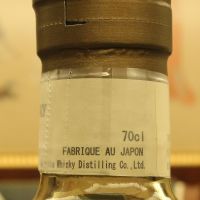 70cl
FABRIQUE AU JAPON
Whisky Distilling Co.,Ltd.